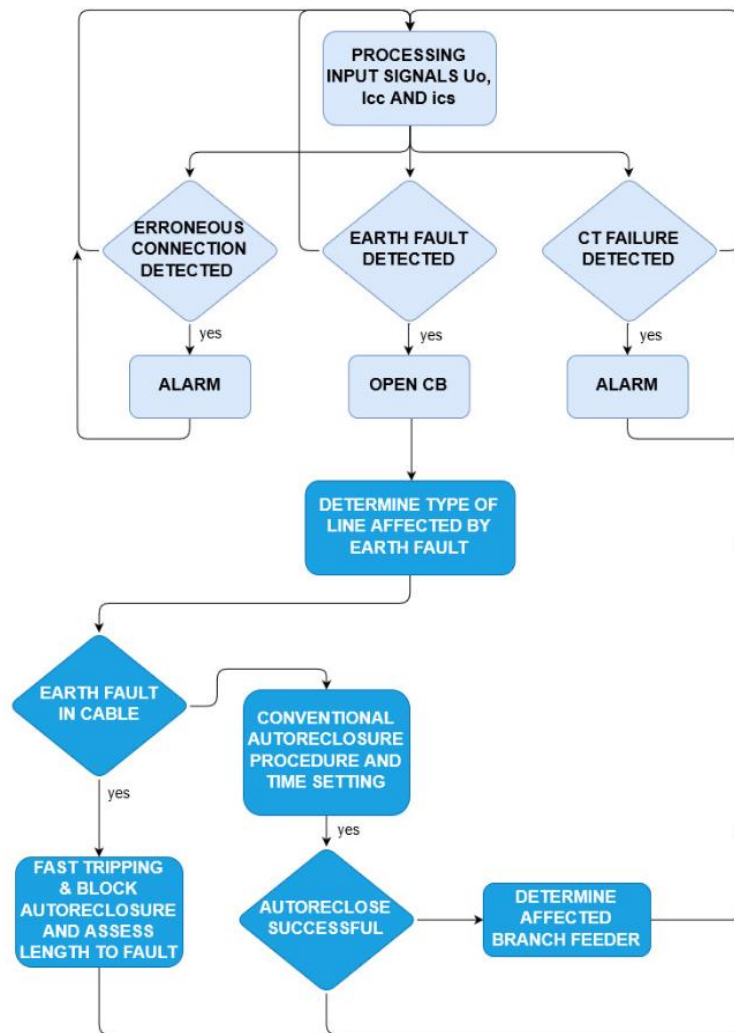 PROCESSING
INPUT SIGNALS Uo,
Icc AND ics
ERRONEOUS
CONNECTION
DETECTED
EARTH FAULT
DETECTED
CT FAILURE
DETECTED
yes
yes
yes
ALARM
OPEN CB
ALARM
DETERMINE TYPE OF
LINE AFFECTED BY
EARTH FAULT
EARTH FAULT
IN CABLE
CONVENTIONAL
AUTORECLOSURE
PROCEDURE AND
TIME SETTING
yes
yes
FAST TRIPPING
& BLOCK
AUTORECLOSURE
AND ASSESS
LENGTH TO FAULT
AUTORECLOSE
SUCCESSFUL
DETERMINE
AFFECTED
BRANCH FEEDER